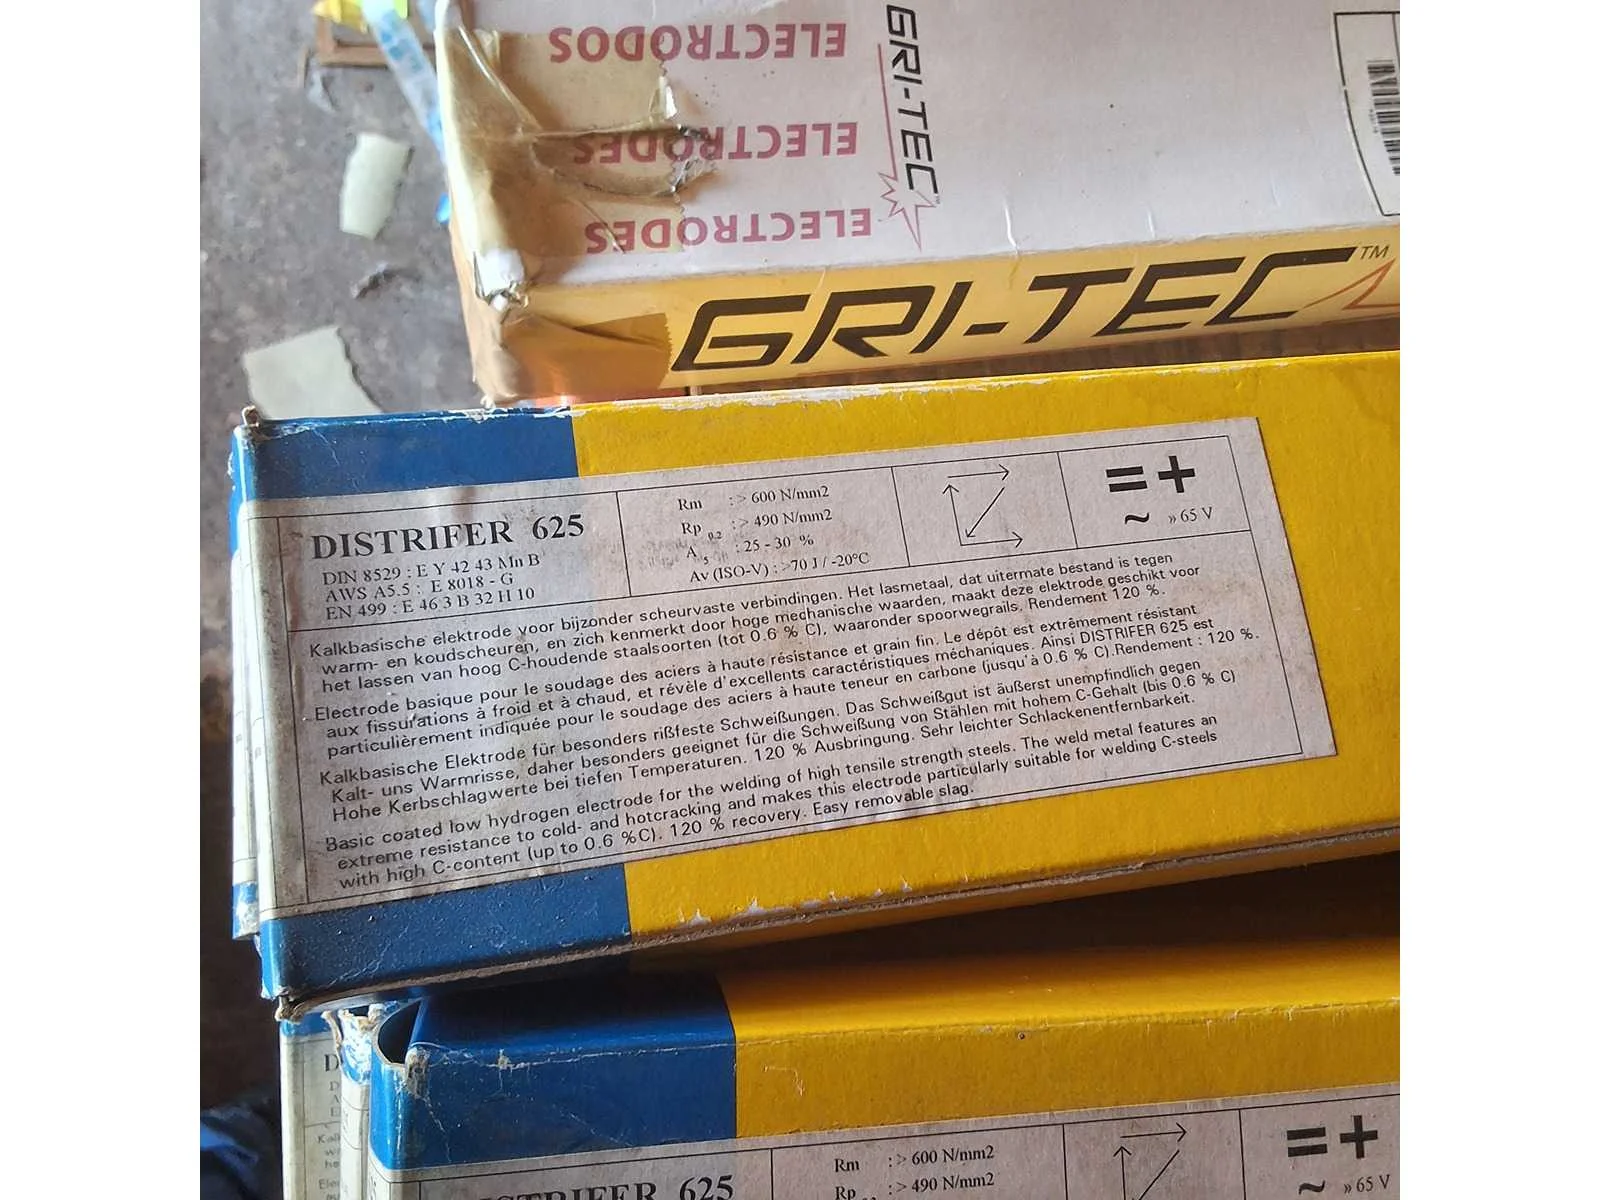 ELECTRODOS
ELECTRODES
ELECTRODES
GRI-TEC™
GRI-TEC™
DISTRIFER 625
DIN 8529 : E Y 42 43 Mn B
AWS A5.5 : E 8018 - G
EN 499 : E 46 3 B 32 H 10
Rm : > 600 N/mm2
Rp 0.2 : > 490 N/mm2
A 5 : 25 - 30 %
Av (ISO-V) : >70 J / -20°C
= +
~ » 65 V
Kalkbasische elektrode voor bijzonder scheurvaste verbindingen. Het lasmetaal, dat uitermate bestand is tegen
warm- en koudscheuren, en zich kenmerkt door hoge mechanische waarden, maakt deze elektrode geschikt voor
het lassen van hoog C-houdende staalsoorten (tot 0.6 % C), waaronder spoorwegrails. Rendement 120 %.
Electrode basique pour le soudage des aciers à haute résistance et grain fin. Le dépôt est extrêmement résistant
aux fissurations à froid et à chaud, et révèle d'excellents caractéristiques méchaniques. Ainsi DISTRIFER 625 est
particulièrement indiquée pour le soudage des aciers à haute teneur en carbone (jusqu'à 0.6 % C).Rendement : 120 %.
Kalkbasische Elektrode für besonders rißfeste Schweißungen. Das Schweißgut ist äußerst unempfindlich gegen
Kalt- uns Warmrisse, daher besonders geeignet für die Schweißung von Stählen mit hohem C-Gehalt (bis 0.6 % C)
Hohe Kerbschlagwerte bei tiefen Temperaturen. 120 % Ausbringung. Sehr leichter Schlackenentfernbarkeit.
Basic coated low hydrogen electrode for the welding of high tensile strength steels. The weld metal features an
extreme resistance to cold- and hotcracking and makes this electrode particularly suitable for welding C-steels
with high C-content (up to 0.6 %C). 120 % recovery. Easy removable slag.
DISTRIFER 625
Rm : > 600 N/mm2
Rp : > 490 N/mm2
= +
~ » 65 V